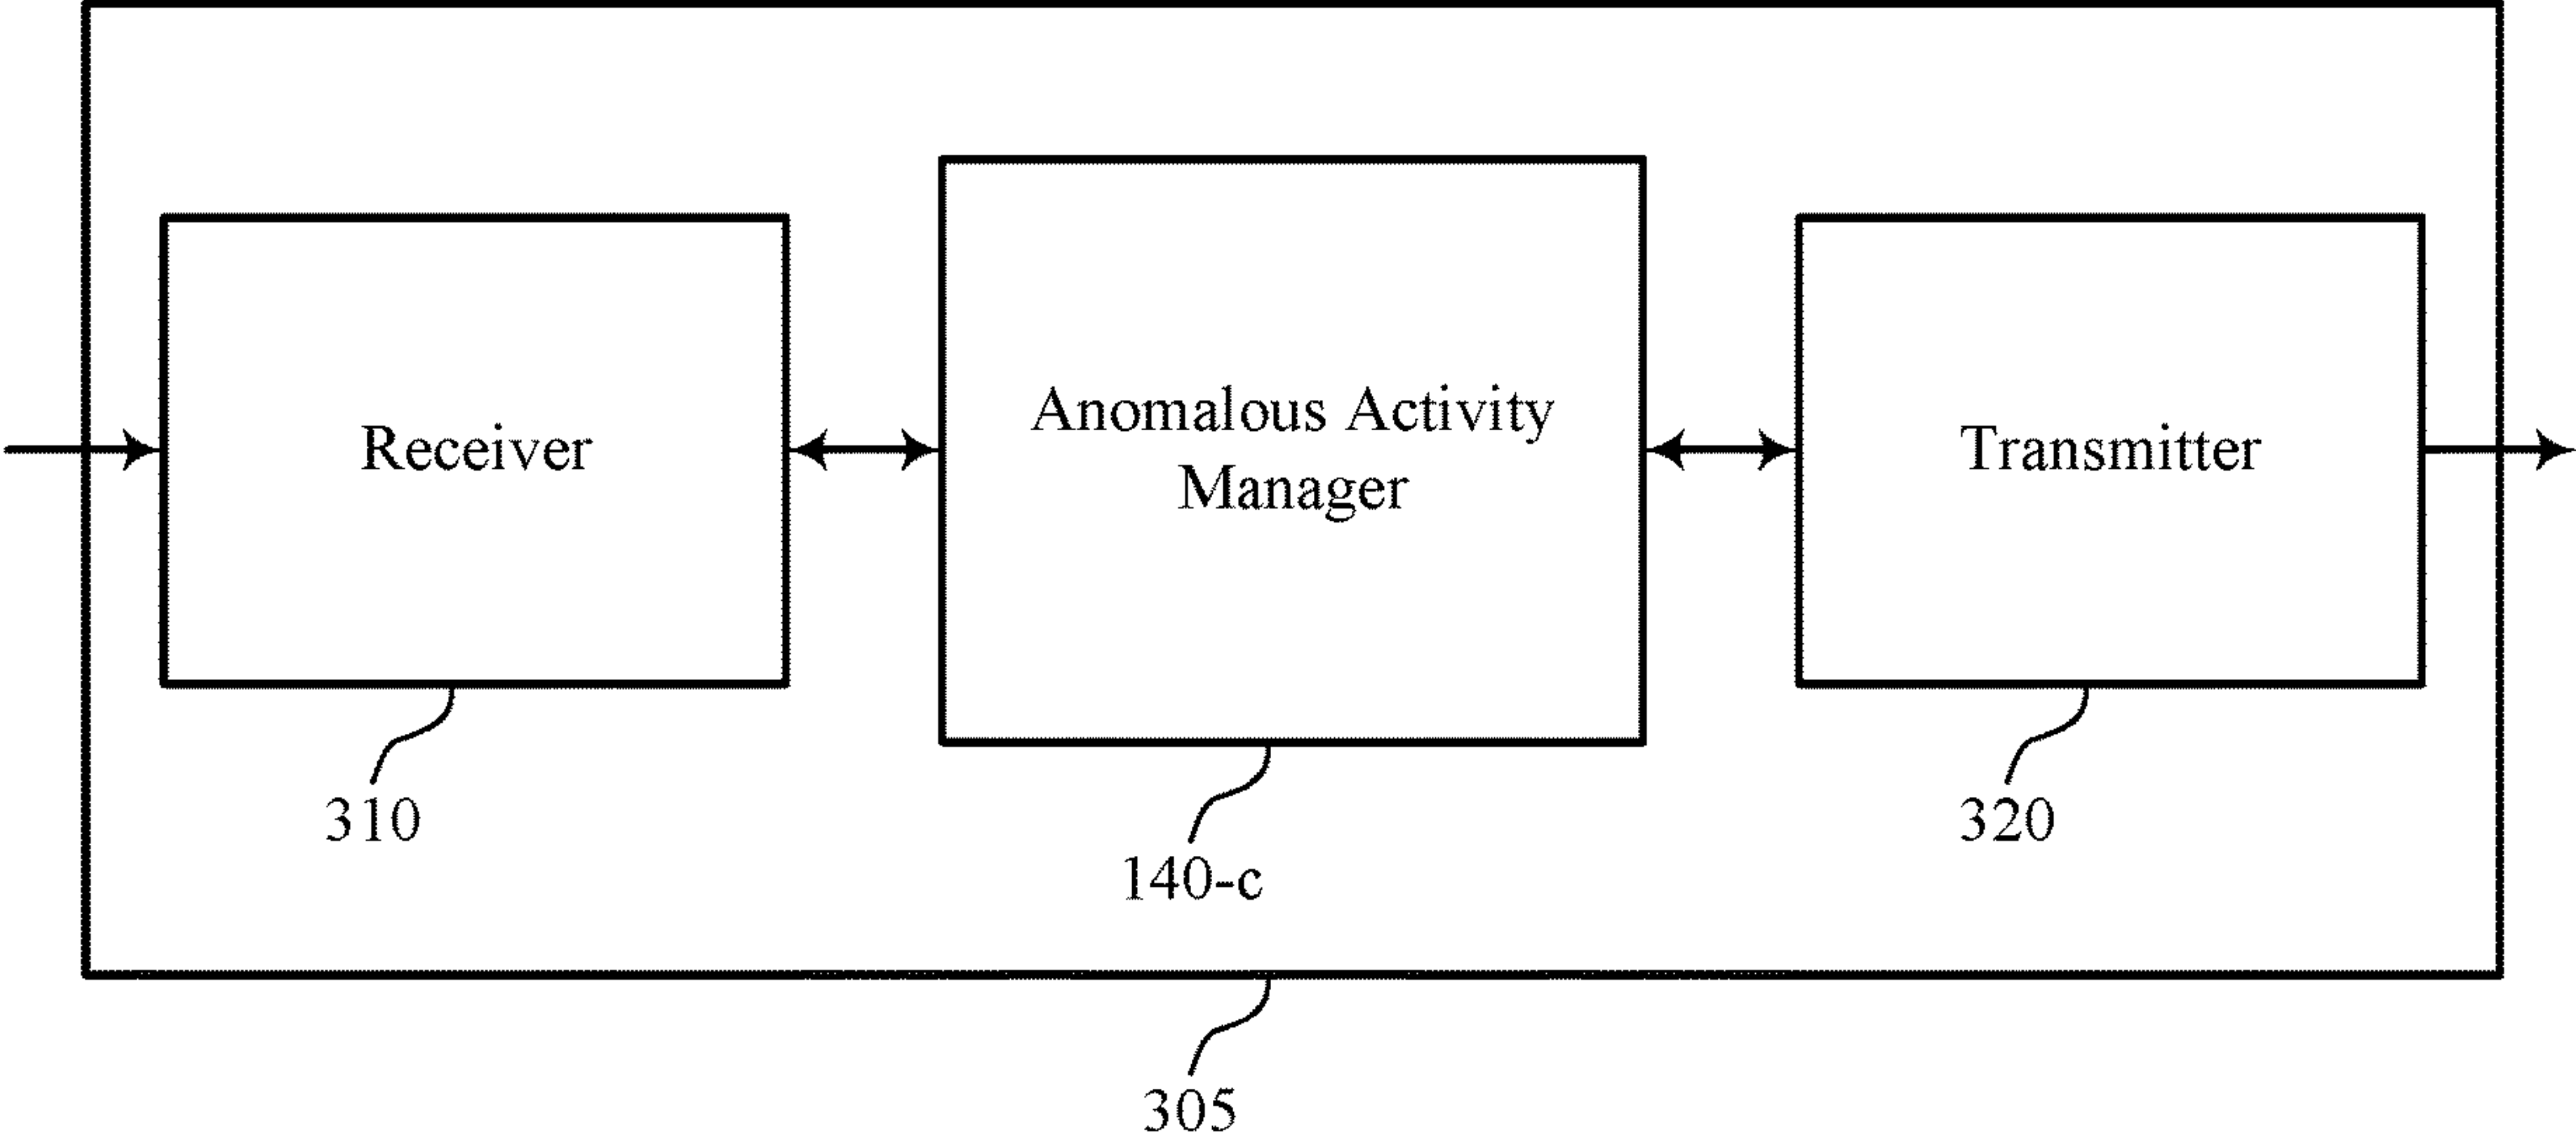 Receiver
Anomalous Activity
Manager
Transmitter
310
140-c
320
305